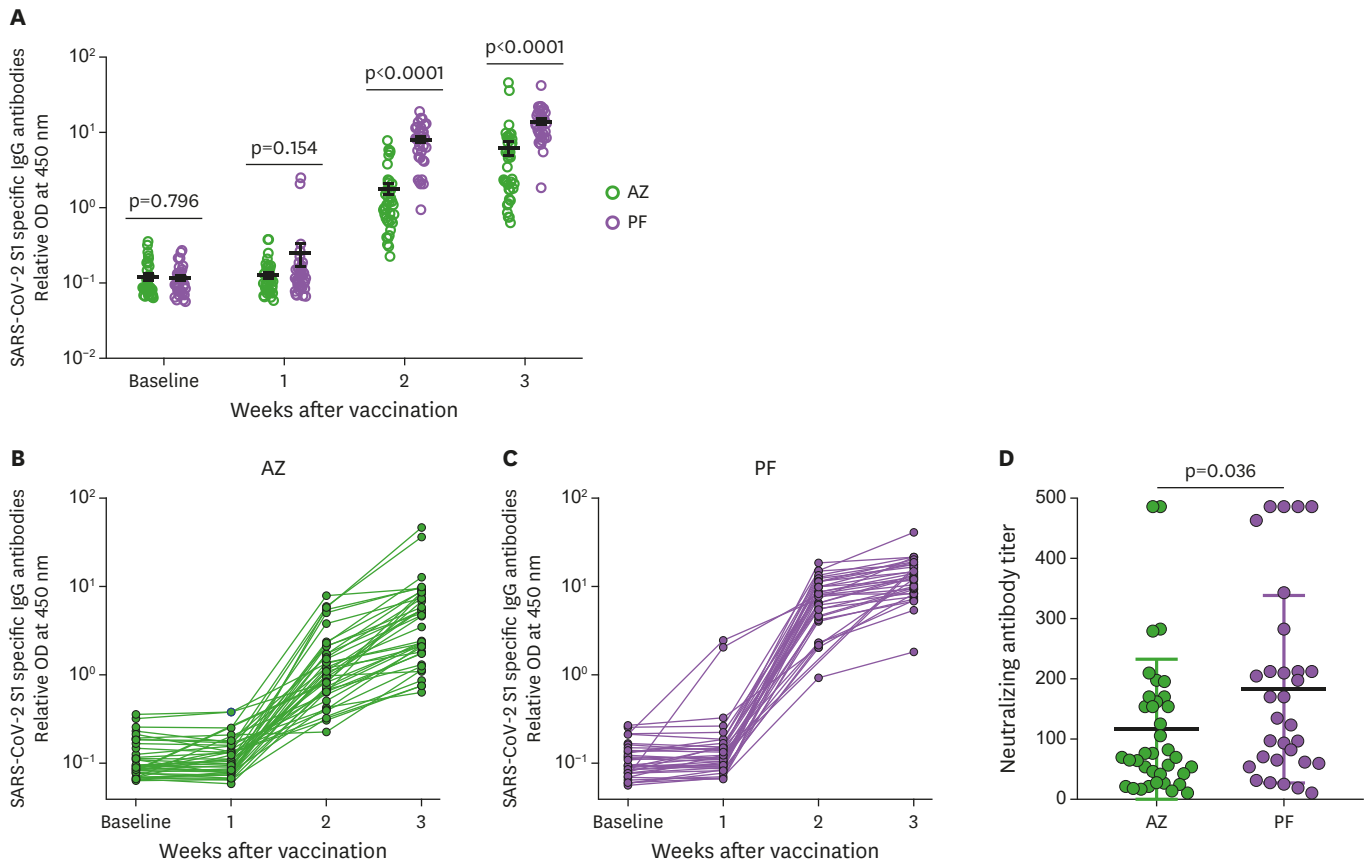 A
SARS-CoV-2 S1 specific IgG antibodies
Relative OD at 450 nm
10²
10¹
10⁰
10⁻¹
10⁻²
p=0.796
p=0.154
p<0.0001
p<0.0001
Baseline
1
2
3
Weeks after vaccination
AZ
PF
B
AZ
SARS-CoV-2 S1 specific IgG antibodies
Relative OD at 450 nm
10²
10¹
10⁰
10⁻¹
Baseline
1
2
3
Weeks after vaccination
C
PF
SARS-CoV-2 S1 specific IgG antibodies
Relative OD at 450 nm
10²
10¹
10⁰
10⁻¹
Baseline
1
2
3
Weeks after vaccination
D
p=0.036
Neutralizing antibody titer
500
400
300
200
100
0
AZ
PF